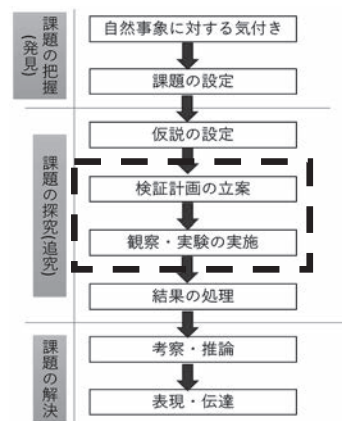 課題の把握
(発見)
自然事象に対する気付き
課題の設定
課題の探究(追究)
仮説の設定
検証計画の立案
観察・実験の実施
結果の処理
課題の解決
考察・推論
表現・伝達